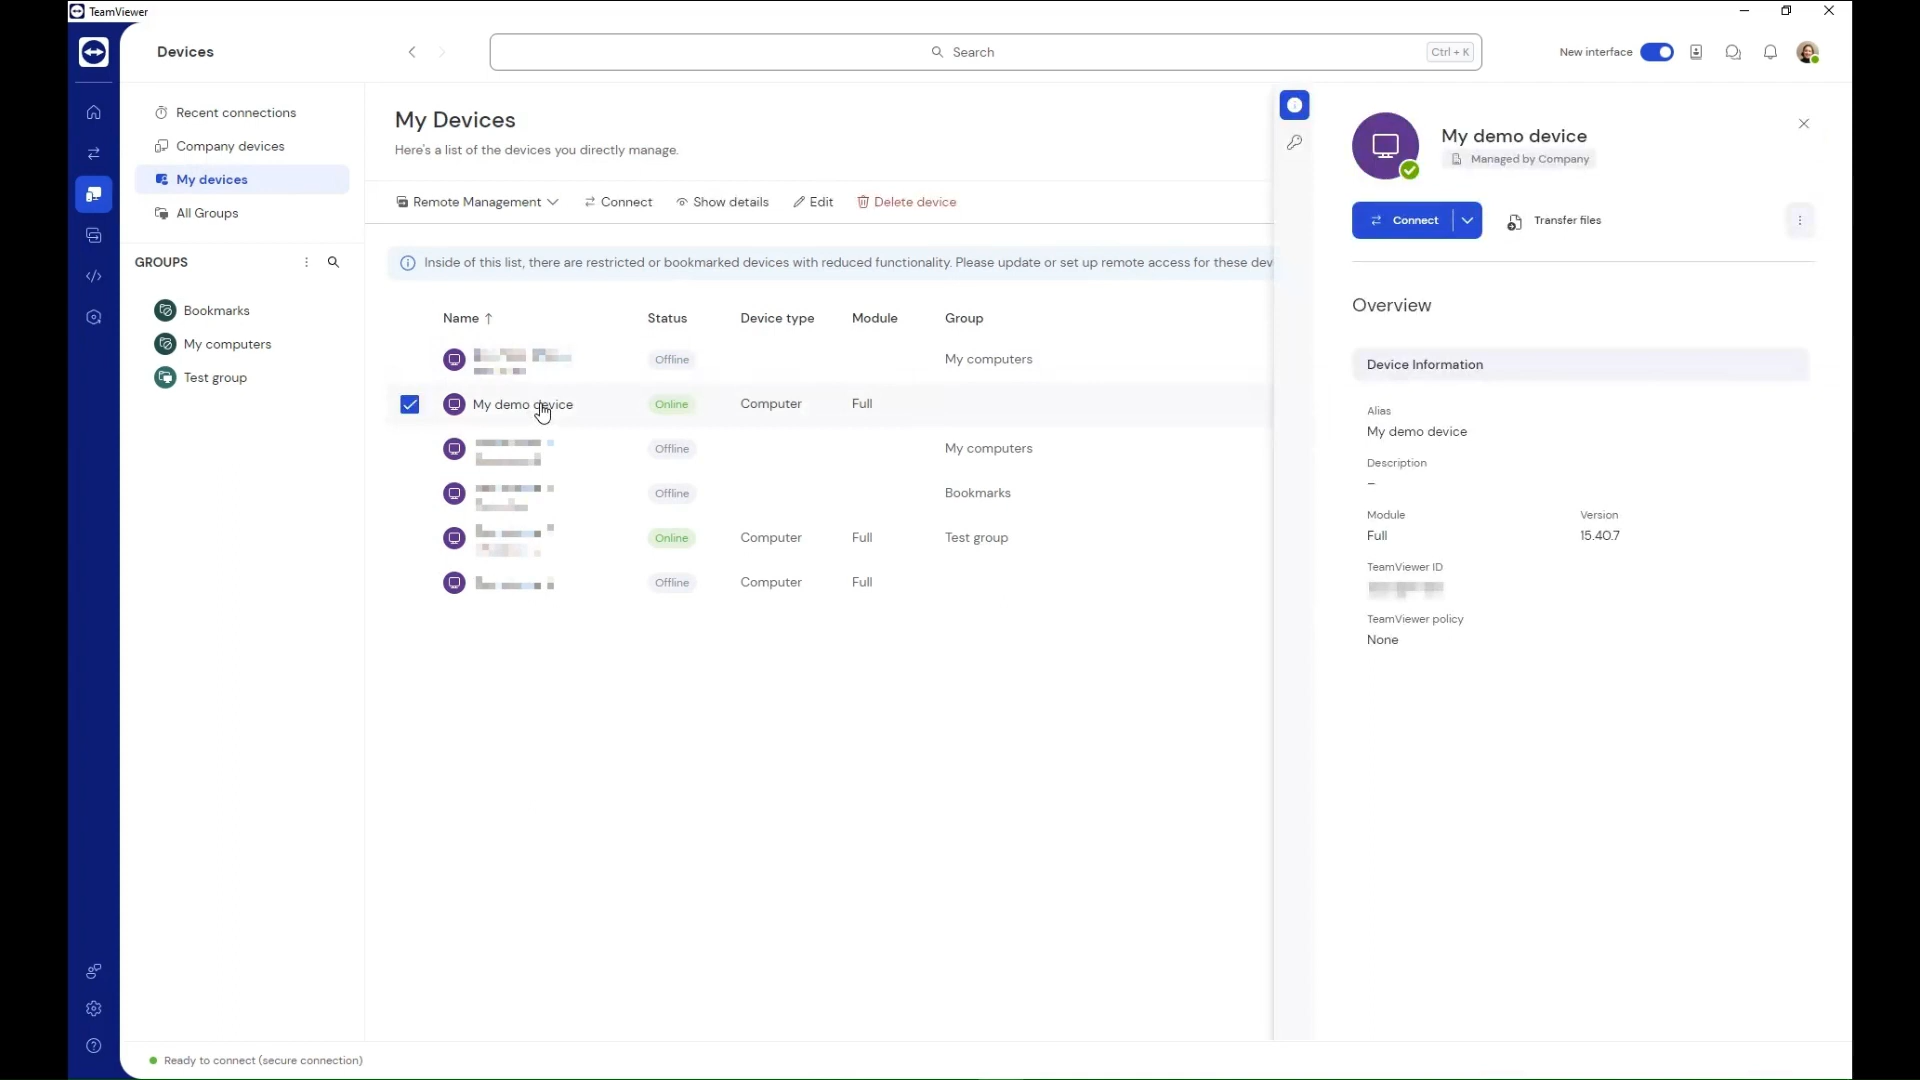 TeamViewer
Devices
Search
Ctrl + K
New interface
Recent connections
Company devices
My devices
All Groups
GROUPS
Bookmarks
My computers
Test group
My Devices
Here's a list of the devices you directly manage.
Remote Management
Connect
Show details
Edit
Delete device
Inside of this list, there are restricted or bookmarked devices with reduced functionality. Please update or set up remote access for these dev
Name ↑ Status Device type Module Group
Offline My computers
My demo device Online Computer Full
Offline My computers
Offline Bookmarks
Online Computer Full Test group
Offline Computer Full
My demo device
Managed by Company
Connect
Transfer files
Overview
Device Information
Alias
My demo device
Description
–
Module Version
Full 15.40.7
TeamViewer ID
TeamViewer policy
None
Ready to connect (secure connection)